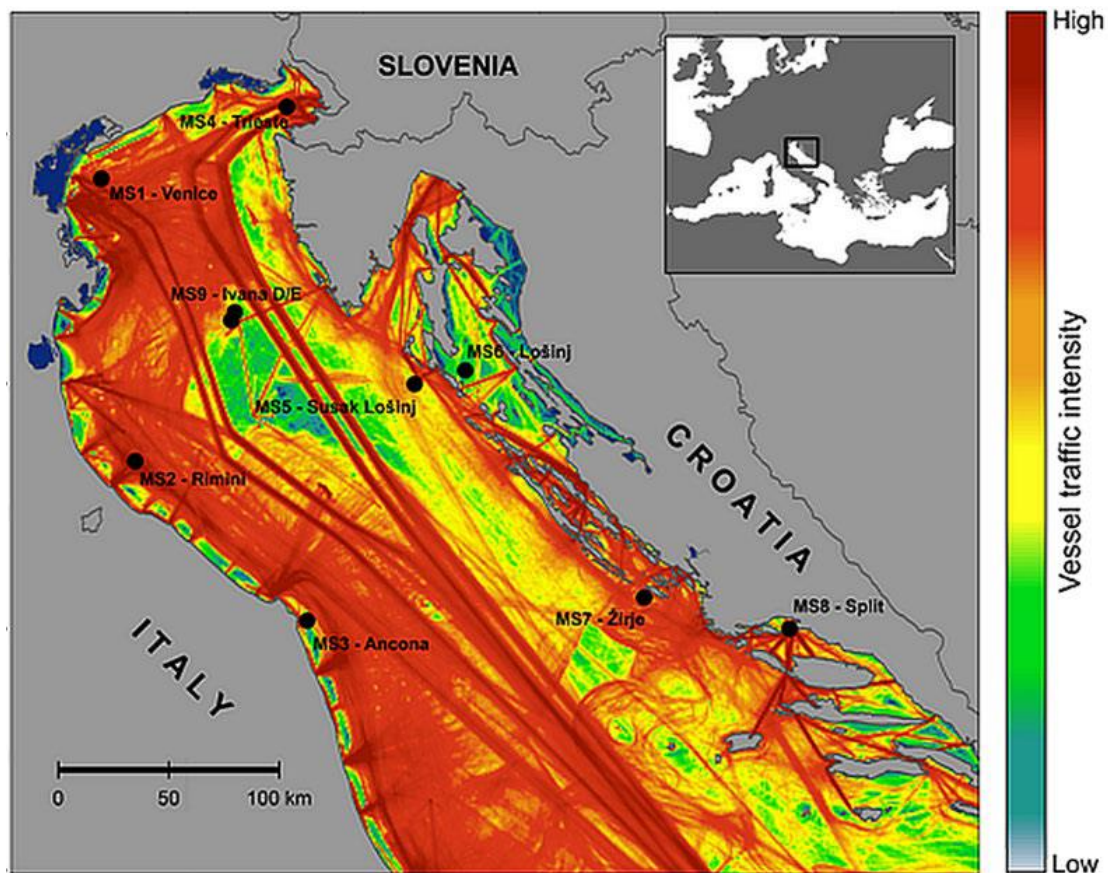 High
SLOVENIA
MS4 - Trieste
MS1 - Venice
MS9 - Ivana D/E
MS6 - Lošinj
MS5 - Susak Lošinj
MS2 - Rimini
CROATIA
MS7 - Žirje
MS8 - Split
MS3 - Ancona
ITALY
0 50 100 km
Vessel traffic intensity
Low